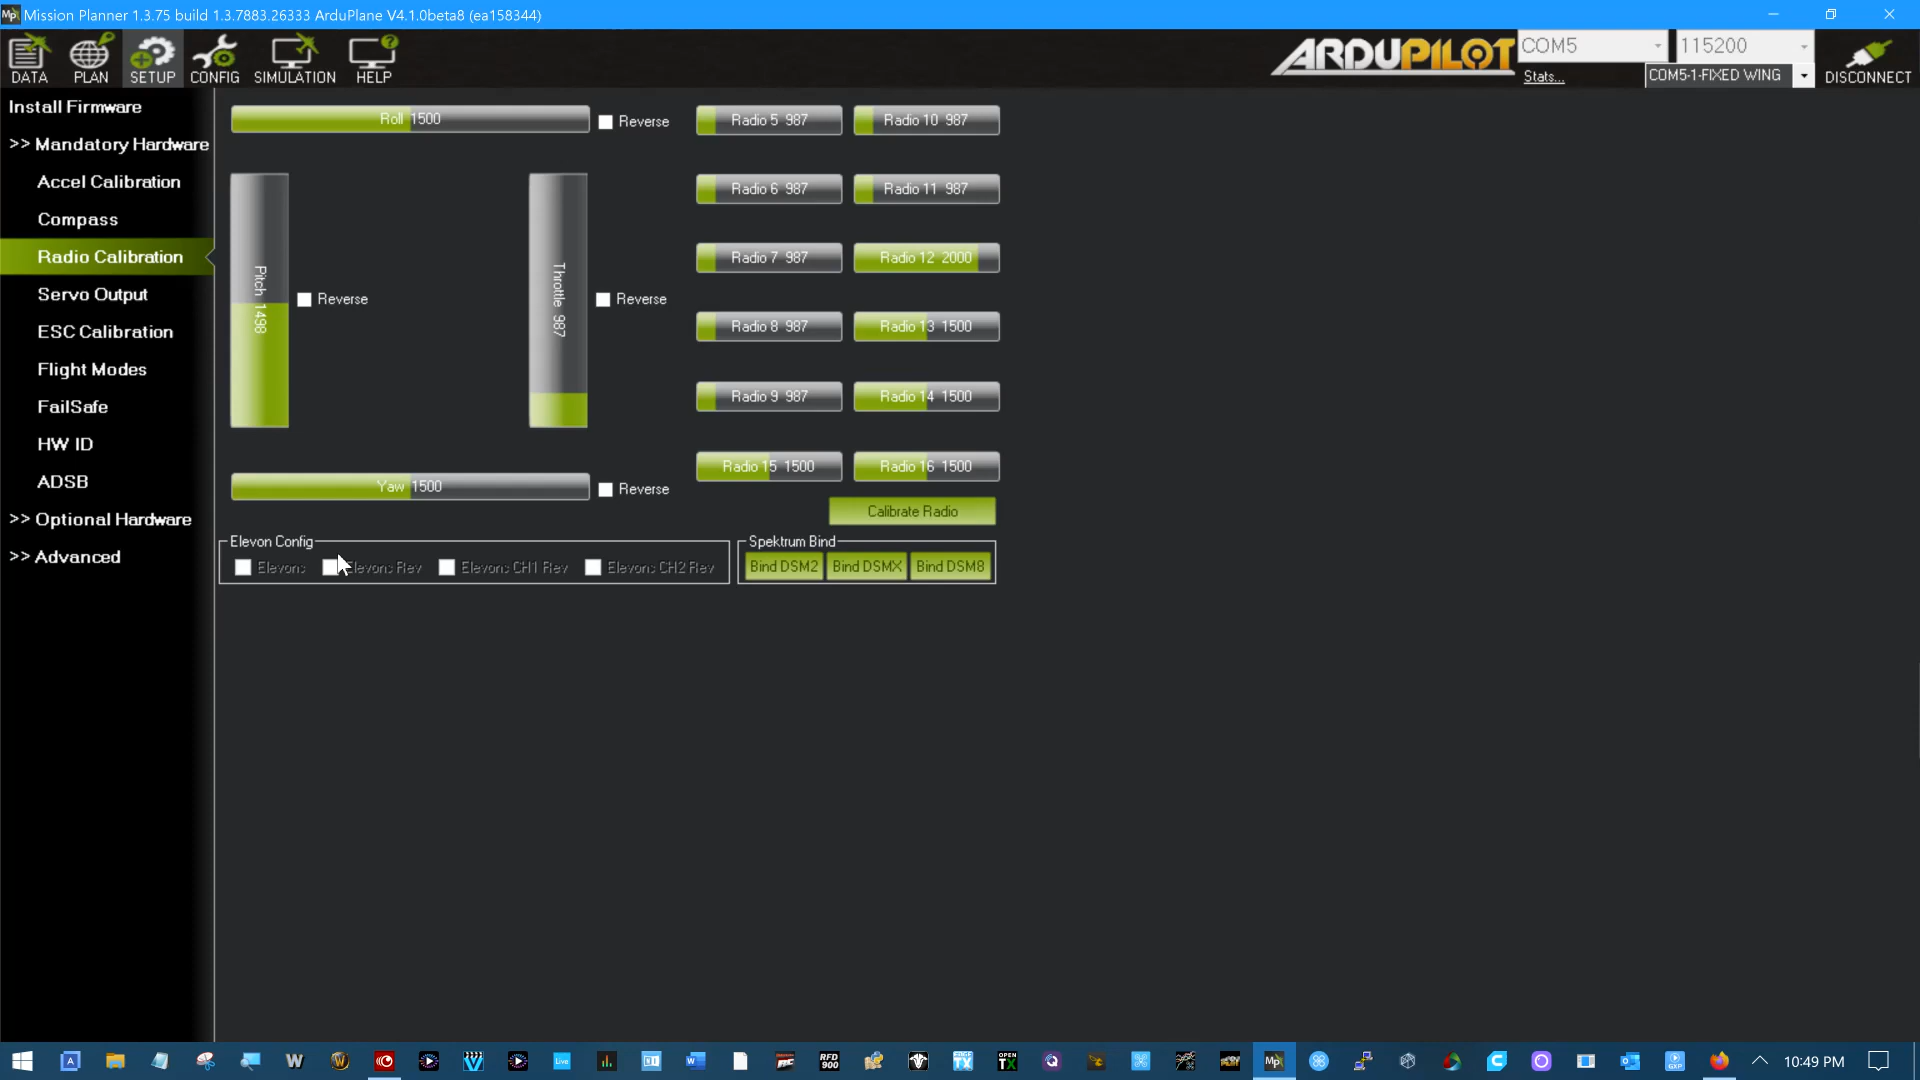 Mission Planner 1.3.75 build 1.3.7883.26333 ArduPlane V4.1.0beta8 (ea158344)
DATA PLAN SETUP CONFIG SIMULATION HELP
ARDUPILOT
COM5 115200
Stats... COM5-1-FIXED WING DISCONNECT
Install Firmware
>> Mandatory Hardware
Accel Calibration
Compass
Radio Calibration
Servo Output
ESC Calibration
Flight Modes
FailSafe
HW ID
ADSB
>> Optional Hardware
>> Advanced
Roll 1500 Reverse
Pitch 1498 Reverse
Throttle 987 Reverse
Yaw 1500 Reverse
Radio 5 987 Radio 10 987
Radio 6 987 Radio 11 987
Radio 7 987 Radio 12 2000
Radio 8 987 Radio 13 1500
Radio 9 987 Radio 14 1500
Radio 15 1500 Radio 16 1500
Calibrate Radio
Elevon Config
Elevons Elevons Rev Elevons CH1 Rev Elevons CH2 Rev
Spektrum Bind
Bind DSM2 Bind DSMX Bind DSM8
10:49 PM